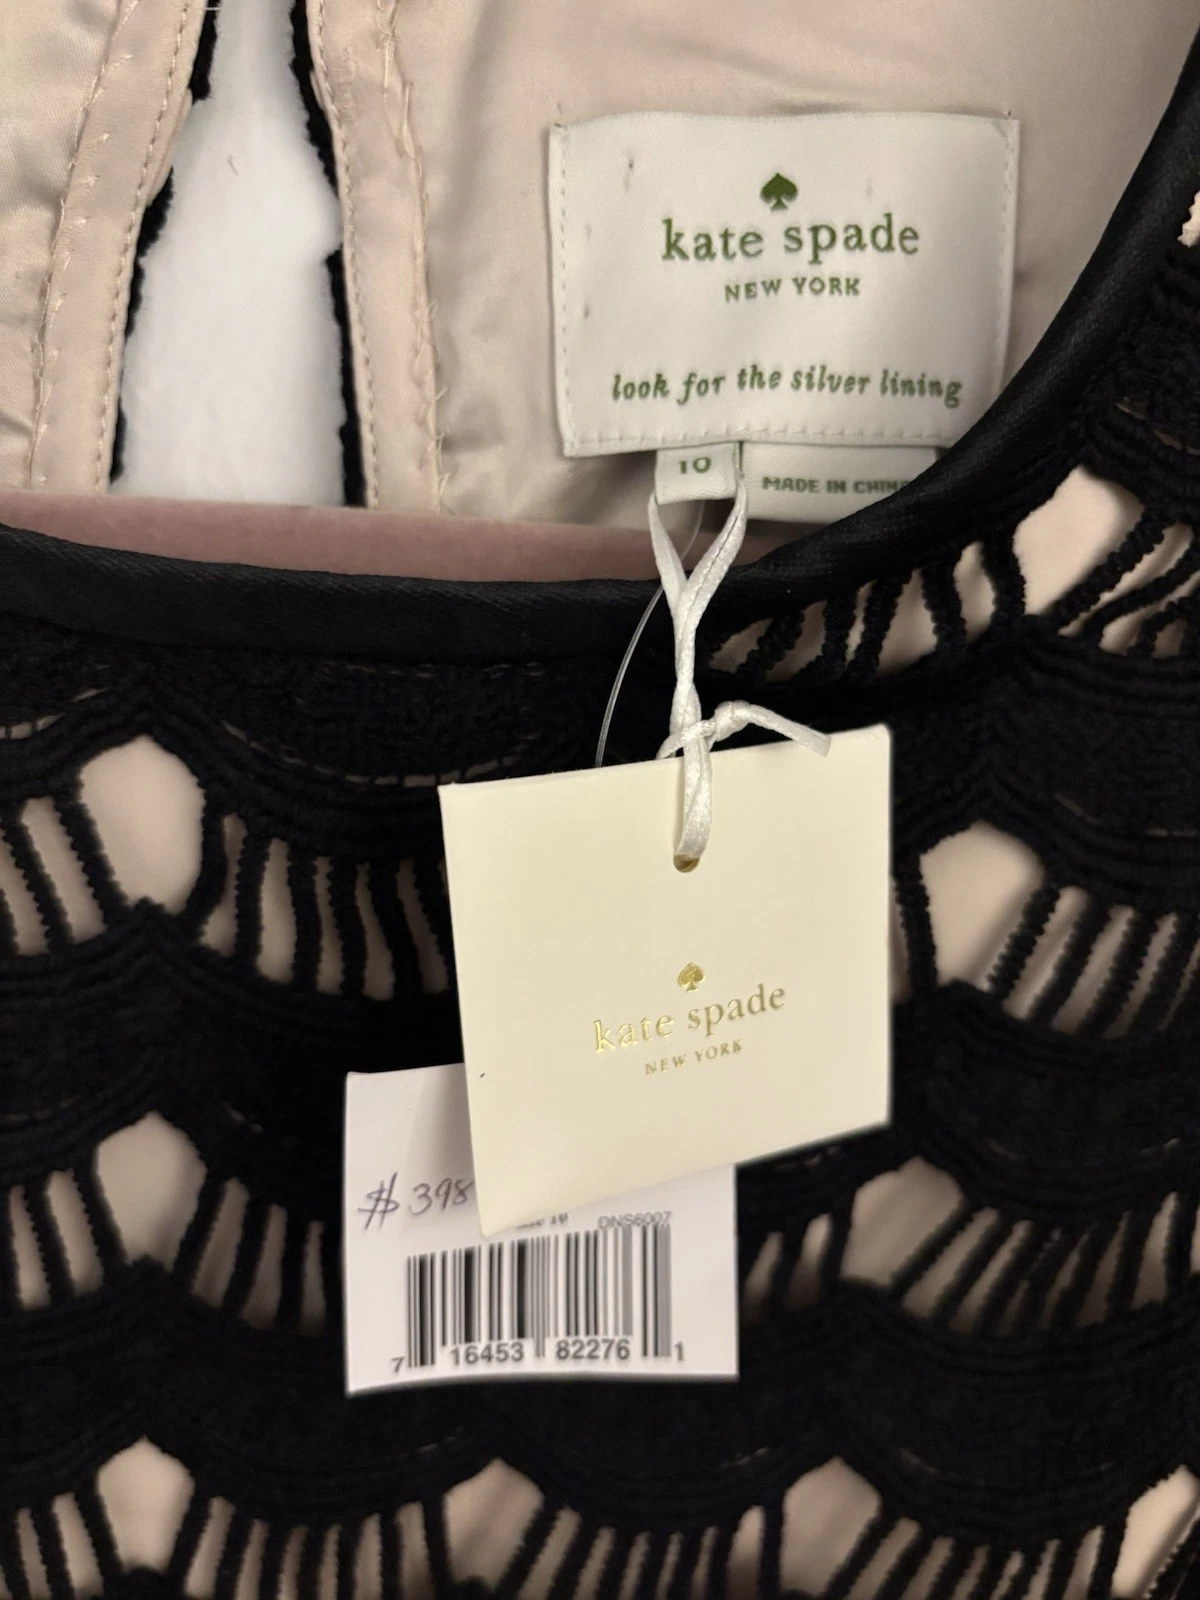 kate spade
NEW YORK
look for the silver lining
10
MADE IN CHINA
kate spade
NEW YORK
$398
10 DNS6007
7 16453 82276 1